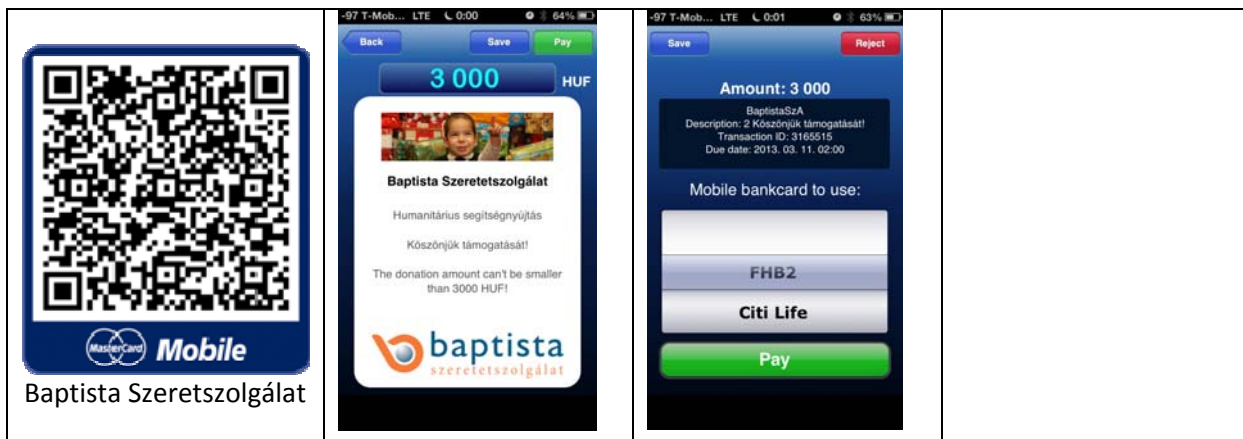 MasterCard Mobile
Baptista Szeretszolgálat
-97 T-Mob... LTE 0:00 64%
Back Save Pay
3 000 HUF
Baptista Szeretetszolgálat
Humanitárius segítségnyújtás
Köszönjük támogatását!
The donation amount can't be smaller
than 3000 HUF!
baptista
szeretetszolgálat
-97 T-Mob... LTE 0:01 63%
Save Reject
Amount: 3 000
BaptistaSzA
Description: 2 Köszönjük támogatását!
Transaction ID: 3165515
Due date: 2013. 03. 11. 02:00
Mobile bankcard to use:
FHB2
Citi Life
Pay